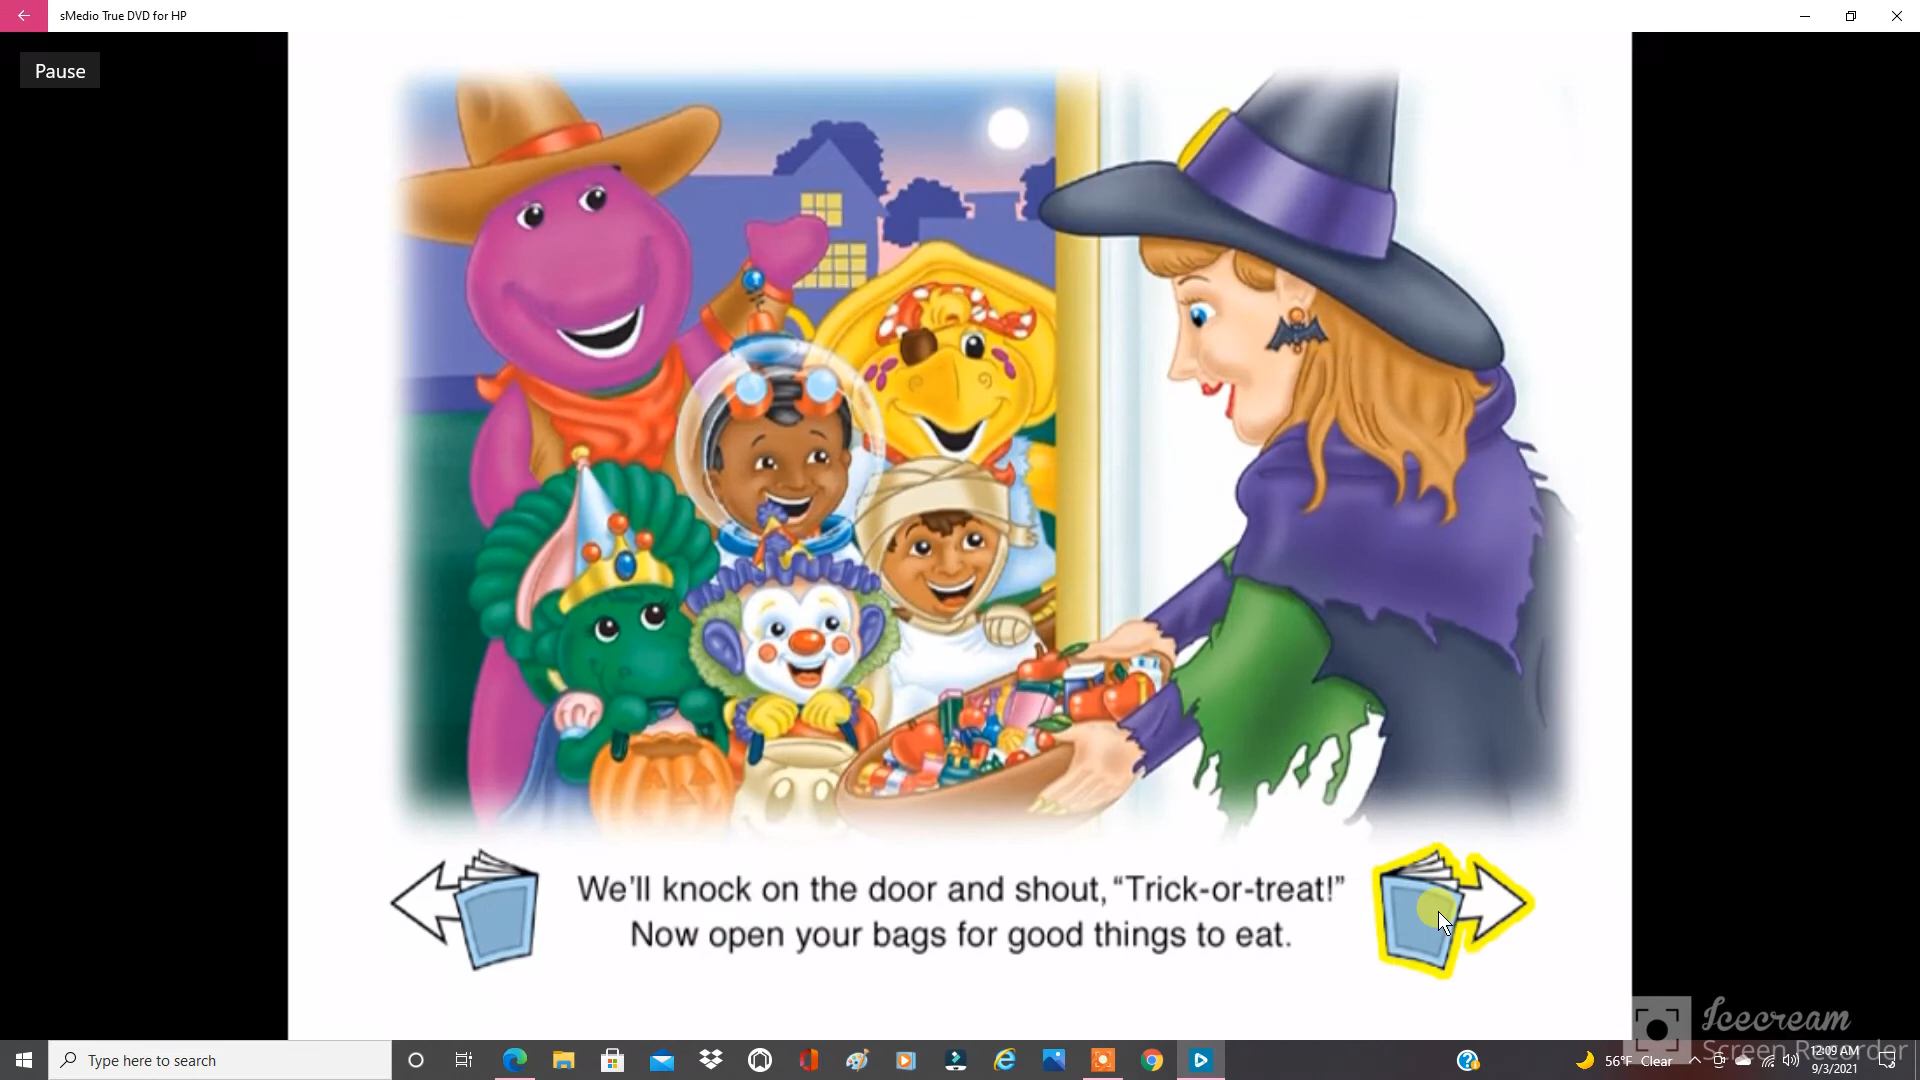 sMedio True DVD for HP
Pause
We'll knock on the door and shout, “Trick-or-treat!”
Now open your bags for good things to eat.
Icecream
Screen Recorder
Type here to search
56°F Clear
12:09 AM
9/3/2021